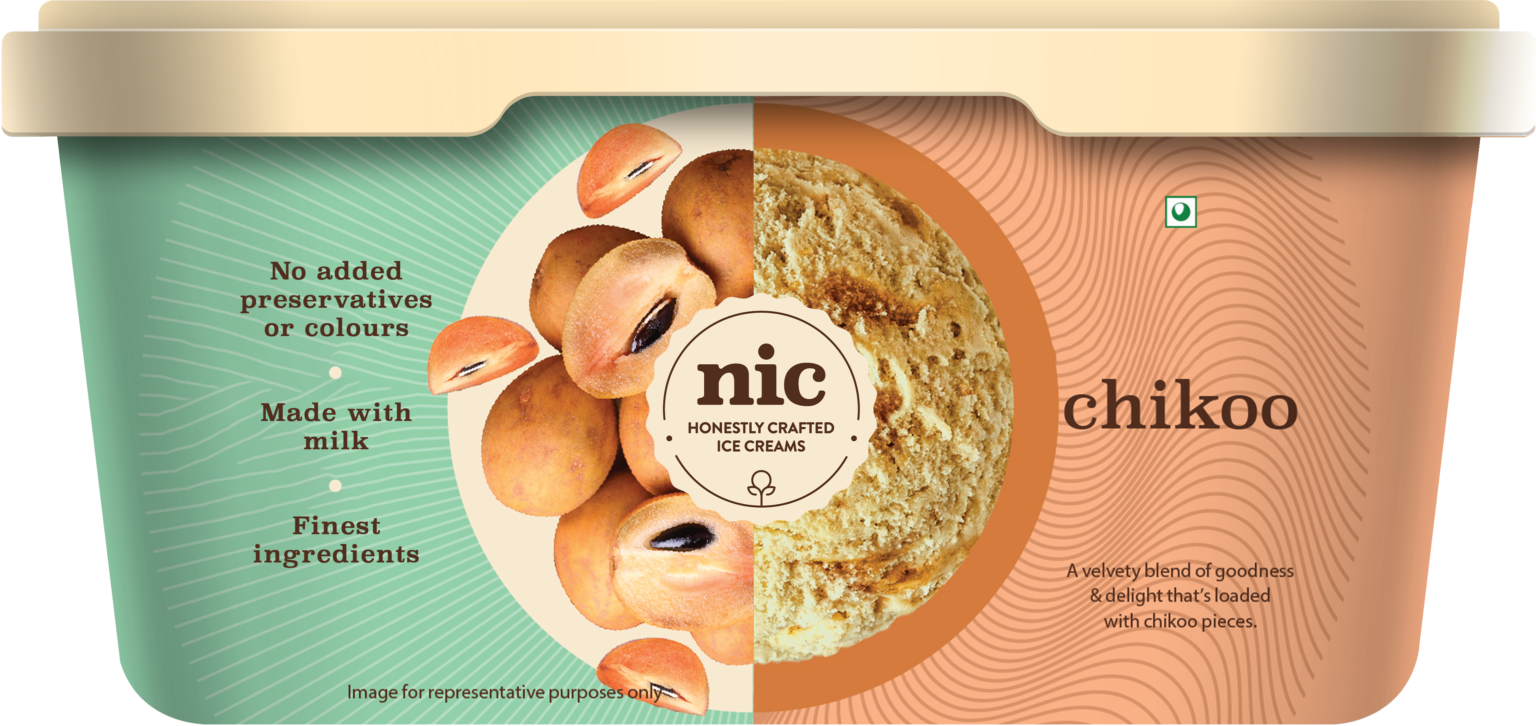 No added
preservatives
or colours
Made with
milk
Finest
ingredients
nic
HONESTLY CRAFTED
ICE CREAMS
chikoo
A velvety blend of goodness
& delight that's loaded
with chikoo pieces.
Image for representative purposes only